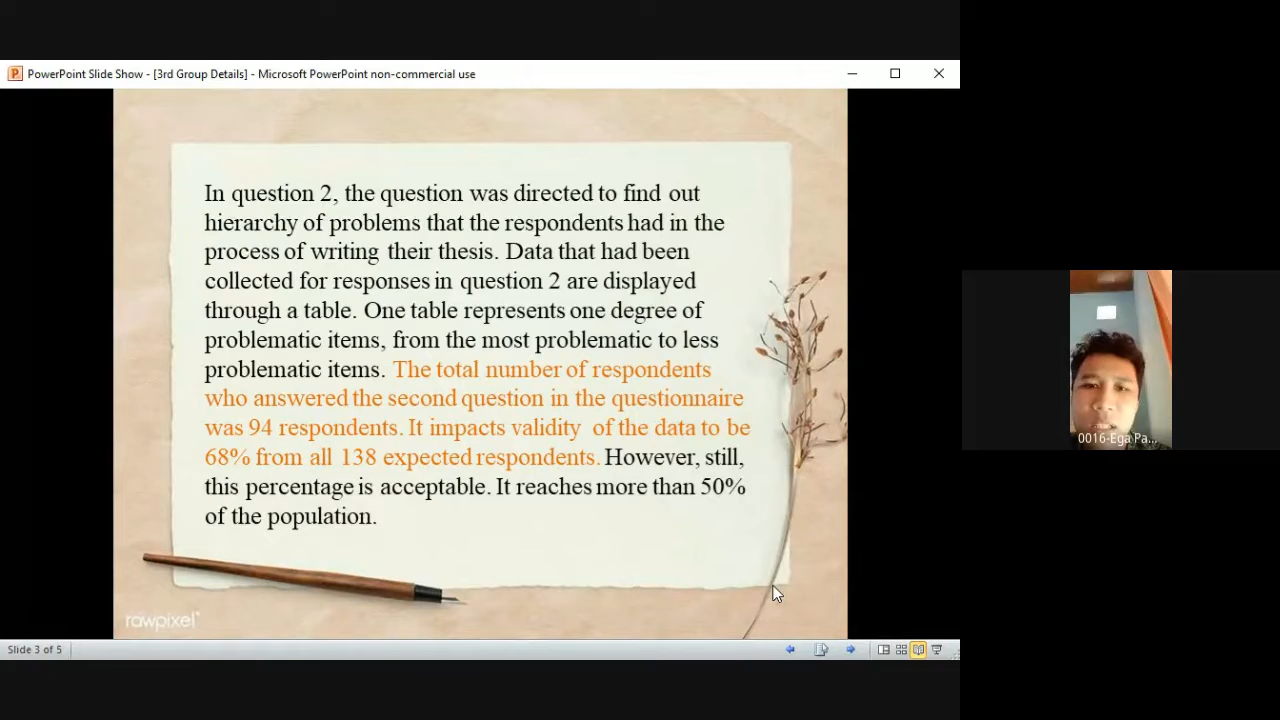 PowerPoint Slide Show - [3rd Group Details] - Microsoft PowerPoint non-commercial use
In question 2, the question was directed to find out
hierarchy of problems that the respondents had in the
process of writing their thesis. Data that had been
collected for responses in question 2 are displayed
through a table. One table represents one degree of
problematic items, from the most problematic to less
problematic items. The total number of respondents
who answered the second question in the questionnaire
was 94 respondents. It impacts validity of the data to be
68% from all 138 expected respondents. However, still,
this percentage is acceptable. It reaches more than 50%
of the population.
rawpixel
Slide 3 of 5
0016-Ega Pa...